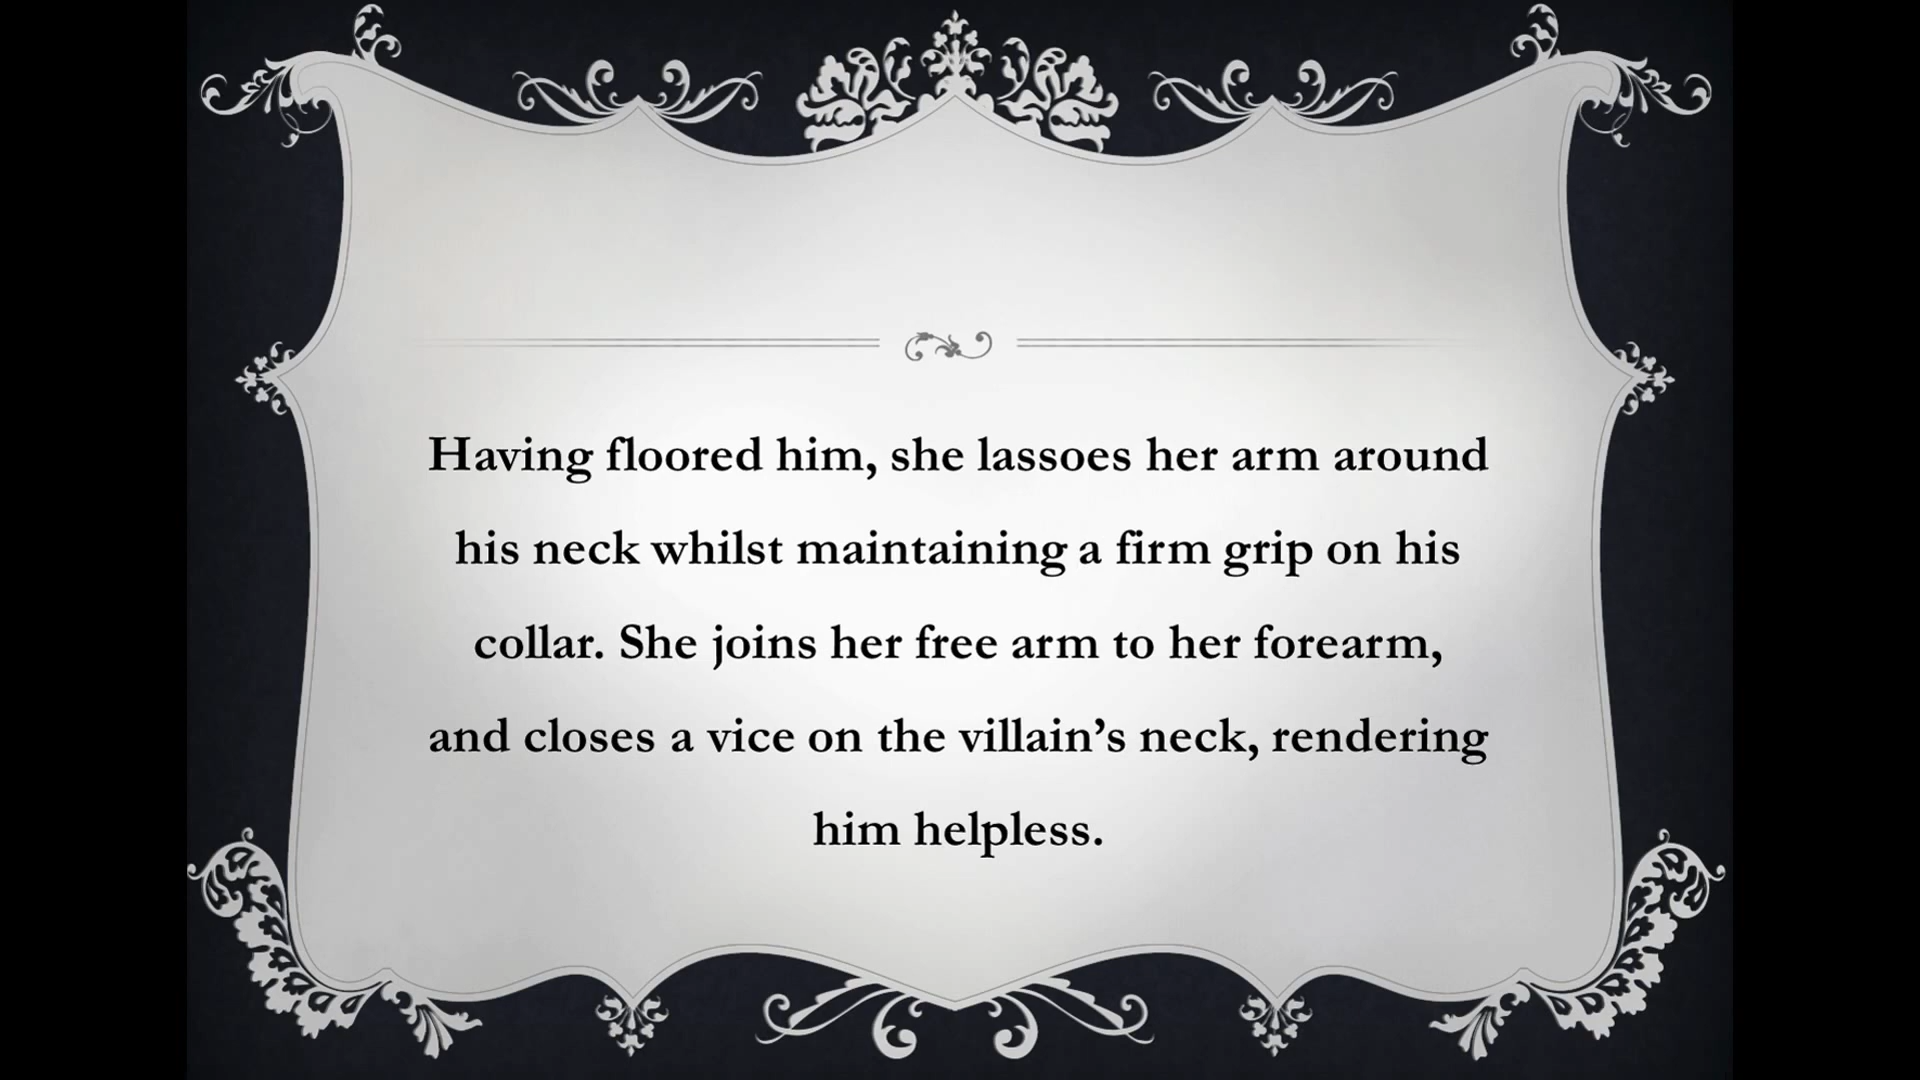 Having floored him, she lassoes her arm around
his neck whilst maintaining a firm grip on his
collar. She joins her free arm to her forearm,
and closes a vice on the villain’s neck, rendering
him helpless.